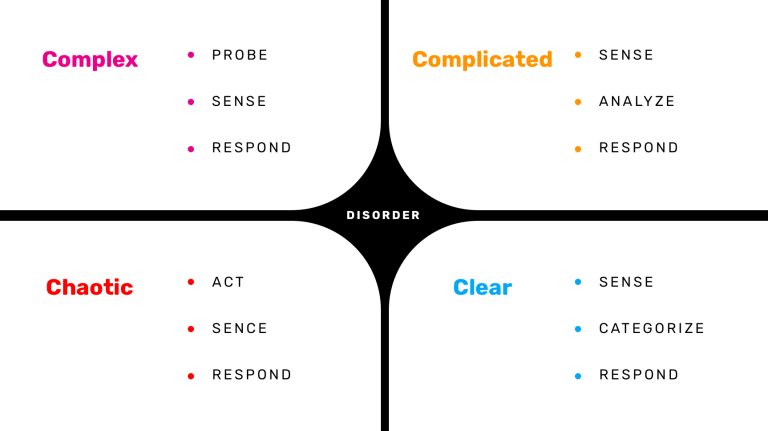 Complex
PROBE
SENSE
RESPOND
Complicated
SENSE
ANALYZE
RESPOND
DISORDER
Chaotic
ACT
SENCE
RESPOND
Clear
SENSE
CATEGORIZE
RESPOND